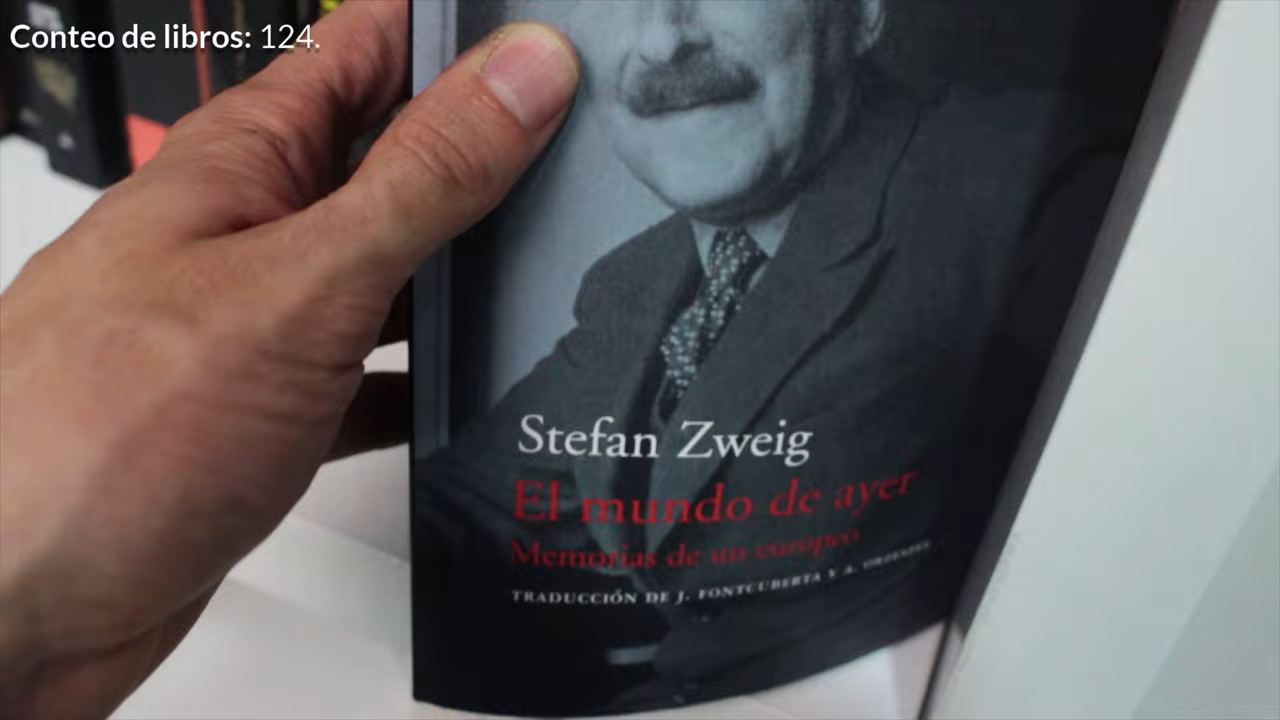 Conteo de libros: 124.
Stefan Zweig
El mundo de ayer
Memorias de un europeo
TRADUCCIÓN DE J. FONTCUBERTA Y A. ORZESZEK